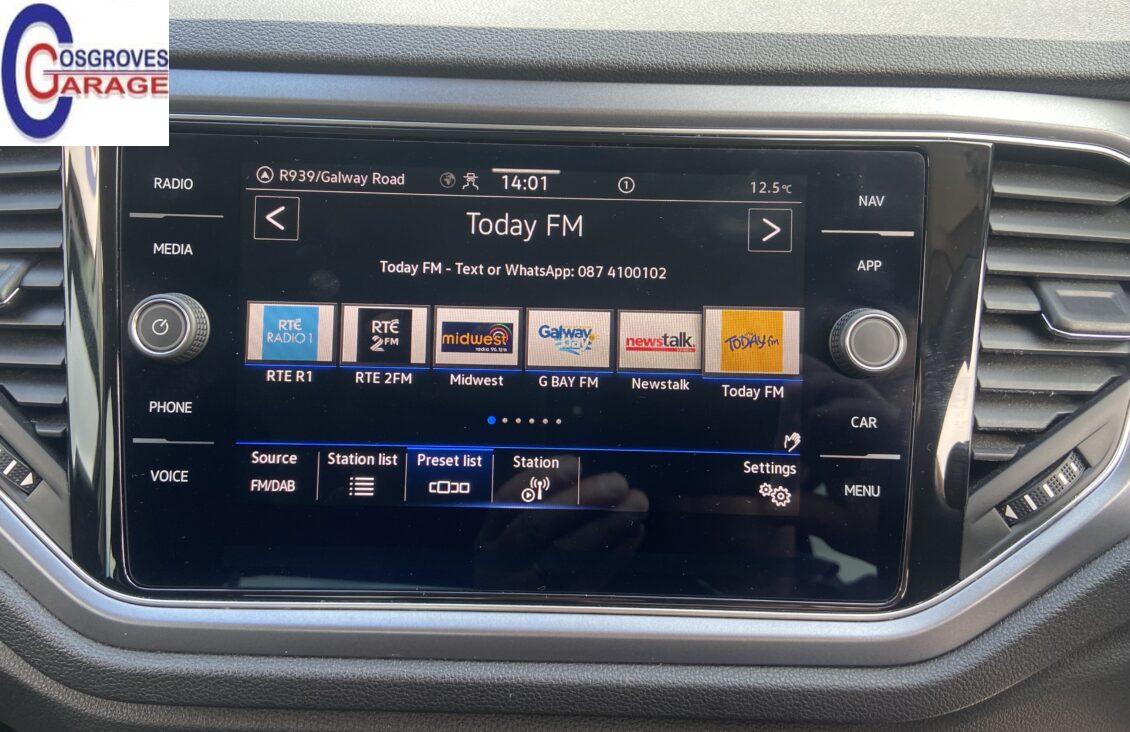 COSGROVES
GARAGE
RADIO
MEDIA
PHONE
VOICE
R939/Galway Road
14:01
1
12.5°C
Today FM
Today FM - Text or WhatsApp: 087 4100102
RTÉ
RADIO 1
RTÉ
2FM
midwest
Galway
bay
newstalk
TODAY fm
RTE R1
RTE 2FM
Midwest
G BAY FM
Newstalk
Today FM
Source
FM/DAB
Station list
Preset list
Station
Settings
NAV
APP
CAR
MENU